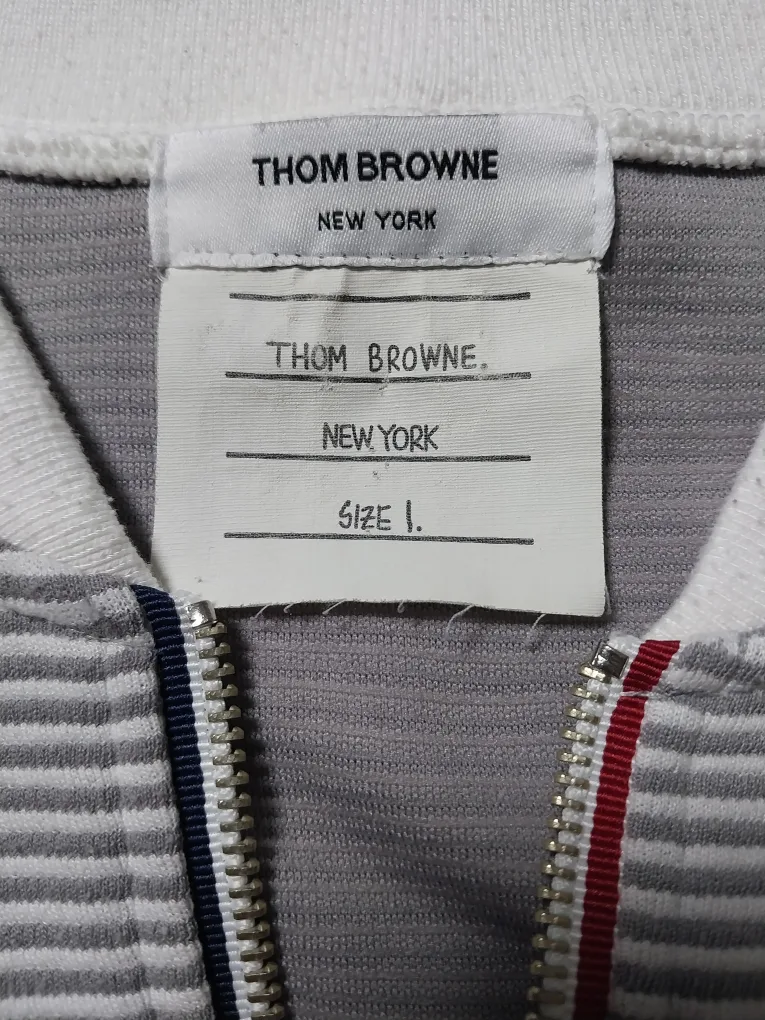 THOM BROWNE
NEW YORK
THOM BROWNE.
NEW YORK
SIZE 1.